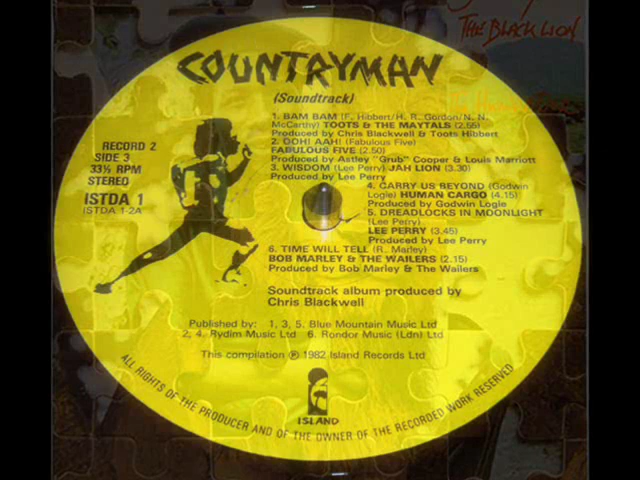 THE BLACK LION
COUNTRYMAN
(Soundtrack)
1. BAM BAM (F. Hibbert/H. R. Gordon/N. N.
McCarthy) TOOTS & THE MAYTALS (2.55)
Produced by Chris Blackwell & Toots Hibbert
2. OOH! AAH! (Fabulous Five)
FABULOUS FIVE (2.50)
Produced by Astley "Grub" Cooper & Louis Marriott
3. WISDOM (Lee Perry) JAH LION (3.30)
Produced by Lee Perry
4. CARRY US BEYOND (Godwin
Logie) HUMAN CARGO (4.15)
Produced by Godwin Logie
5. DREADLOCKS IN MOONLIGHT
(Lee Perry)
LEE PERRY (3.45)
Produced by Lee Perry
6. TIME WILL TELL (R. Marley)
BOB MARLEY & THE WAILERS (2.15)
Produced by Bob Marley & The Wailers
RECORD 2
SIDE 3
33⅓ RPM
STEREO
ISTDA 1
ISTDA 1-2A
Soundtrack album produced by
Chris Blackwell
Published by: 1, 3, 5. Blue Mountain Music Ltd
2, 4. Rydim Music Ltd 6. Rondor Music (Ldn) Ltd
This compilation ℗ 1982 Island Records Ltd
ISLAND
ALL RIGHTS OF THE PRODUCER AND OF THE OWNER OF THE RECORDED WORK RESERVED